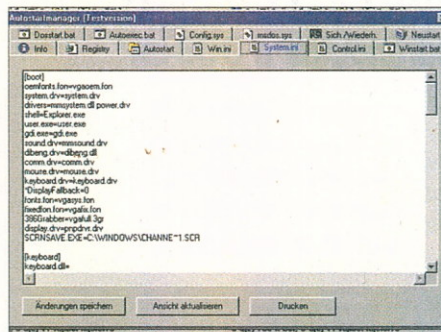 Autostartmanager (Testversion)
Dosstart.bat Autoexec.bat Config.sys msdos.sys Sich./Wiederh. Neustart
Info Registry Autostart Win.ini System.ini Control.ini Winstart.bat
[boot]
oemfonts.fon=vgaoem.fon
system.drv=system.drv
drivers=mmsystem.dll power.drv
shell=Explorer.exe
user.exe=user.exe
gdi.exe=gdi.exe
sound.drv=mmsound.drv
dibeng.drv=dibeng.dll
comm.drv=comm.drv
mouse.drv=mouse.drv
keyboard.drv=keyboard.drv
*DisplayFallback=0
fonts.fon=vgasys.fon
fixedfon.fon=vgafix.fon
386Grabber=vgafull.3gr
display.drv=pnpdrvr.drv
SCRNSAVE.EXE=C:\WINDOWS\CHANNE~1.SCR
[keyboard]
keyboard.dll=
Änderungen speichern Ansicht aktualisieren Drucken